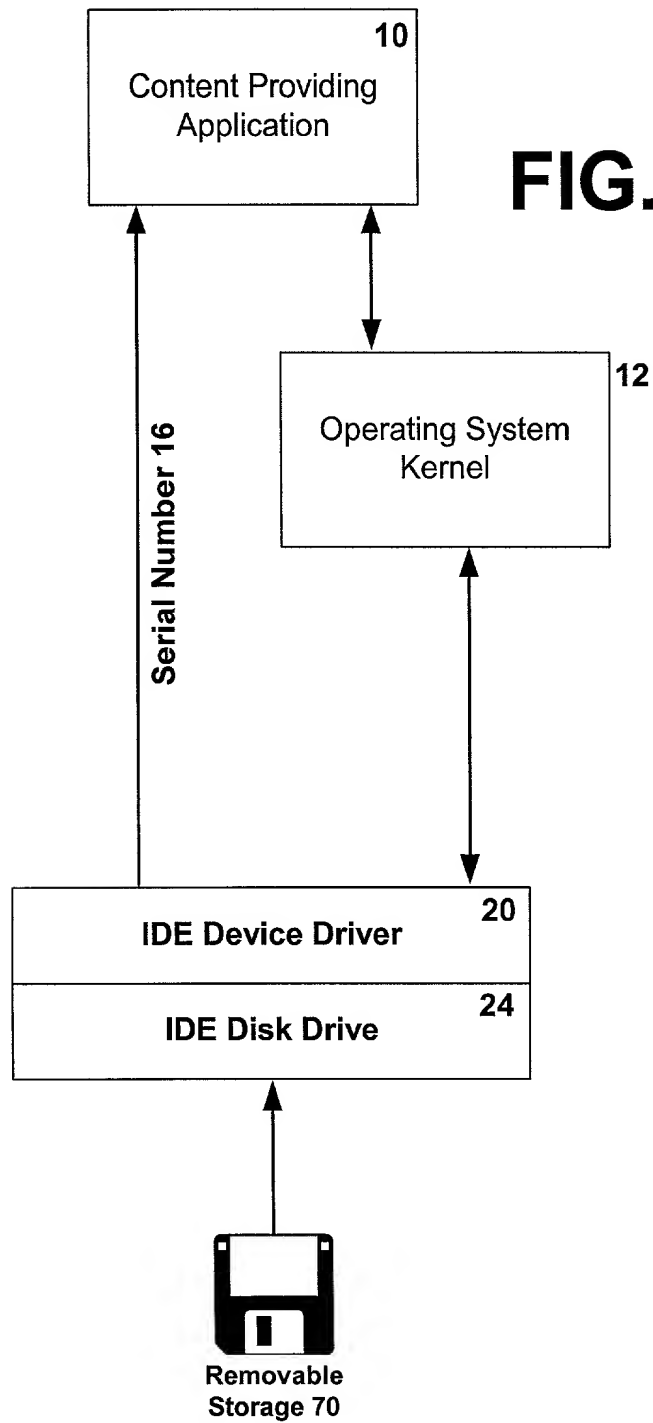 10
Content Providing
Application
FIG.
12
Operating System
Kernel
Serial Number 16
20
IDE Device Driver
24
IDE Disk Drive
Removable
Storage 70